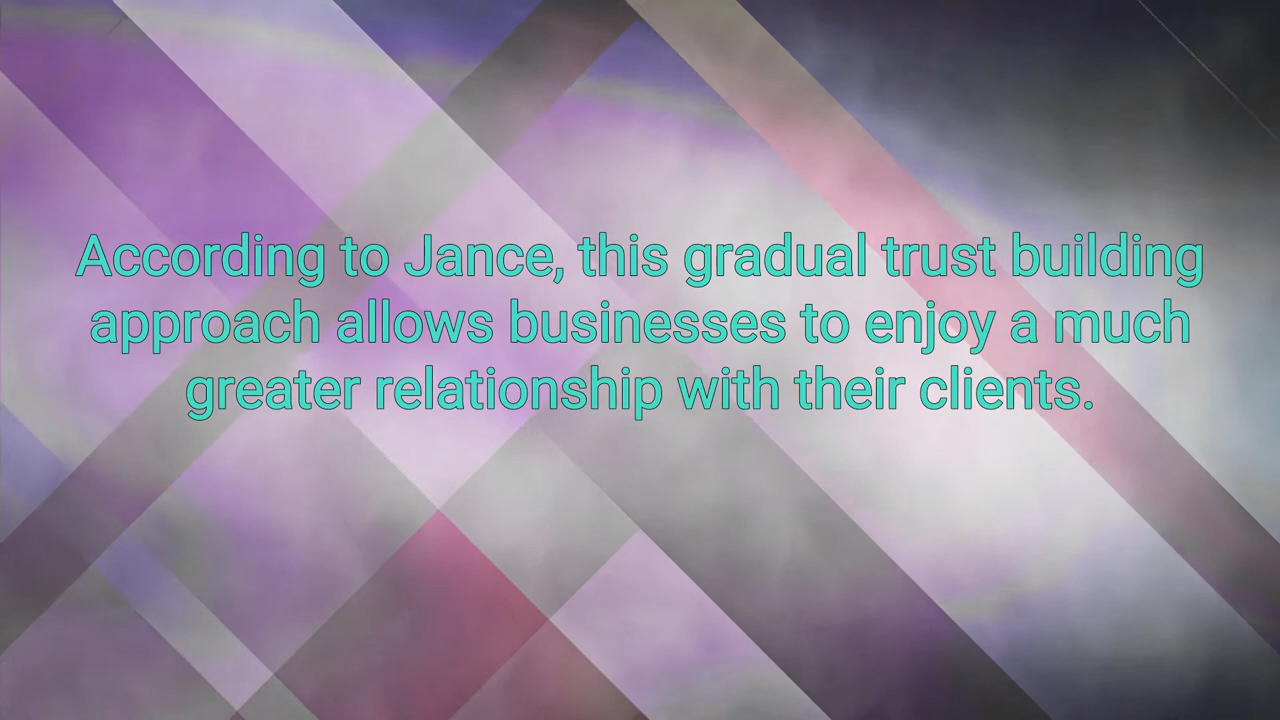 According to Jance, this gradual trust building
approach allows businesses to enjoy a much
greater relationship with their clients.